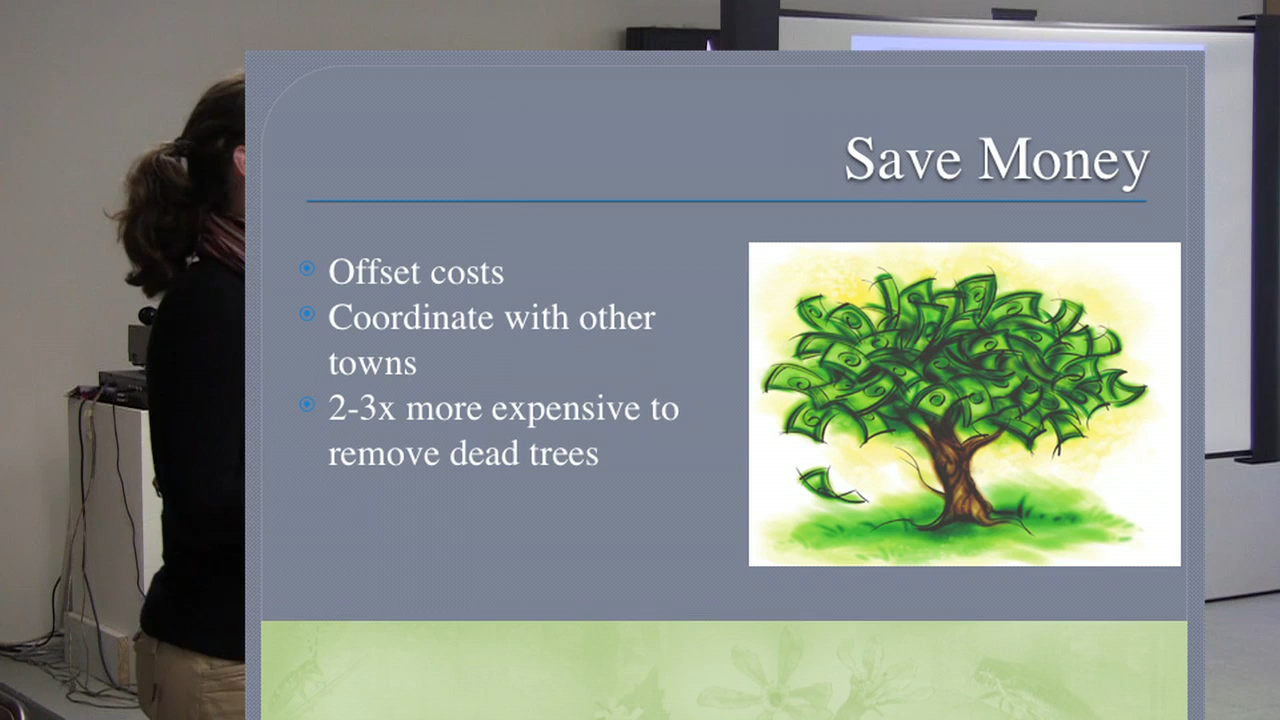 Save Money
Offset costs
Coordinate with other
towns
2-3x more expensive to
remove dead trees